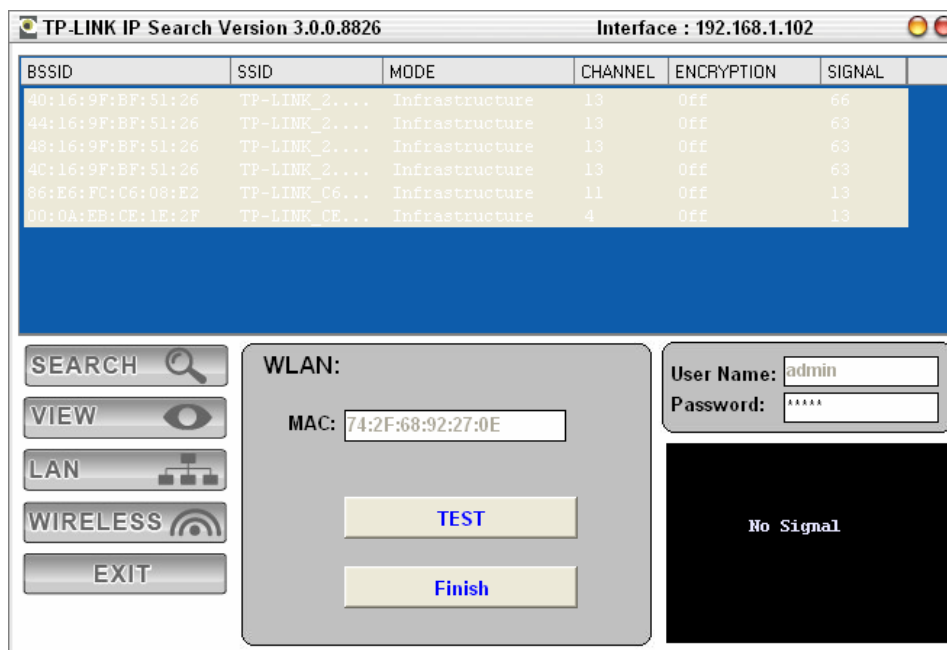 TP-LINK IP Search Version 3.0.0.8826 Interface : 192.168.1.102
BSSID SSID MODE CHANNEL ENCRYPTION SIGNAL
40:16:9F:BF:51:26 TP-LINK_2.... Infrastructure 13 Off 66
44:16:9F:BF:51:26 TP-LINK_2.... Infrastructure 13 Off 63
48:16:9F:BF:51:26 TP-LINK_2.... Infrastructure 13 Off 63
4C:16:9F:BF:51:26 TP-LINK_2.... Infrastructure 13 Off 63
86:E6:FC:C6:08:E2 TP-LINK_C6... Infrastructure 11 Off 13
00:0A:EB:CE:1E:2F TP-LINK_CE... Infrastructure 4 Off 13
SEARCH
VIEW
LAN
WIRELESS
EXIT
WLAN:
MAC: 74:2F:68:92:27:0E
TEST
Finish
User Name: admin
Password: *****
No Signal